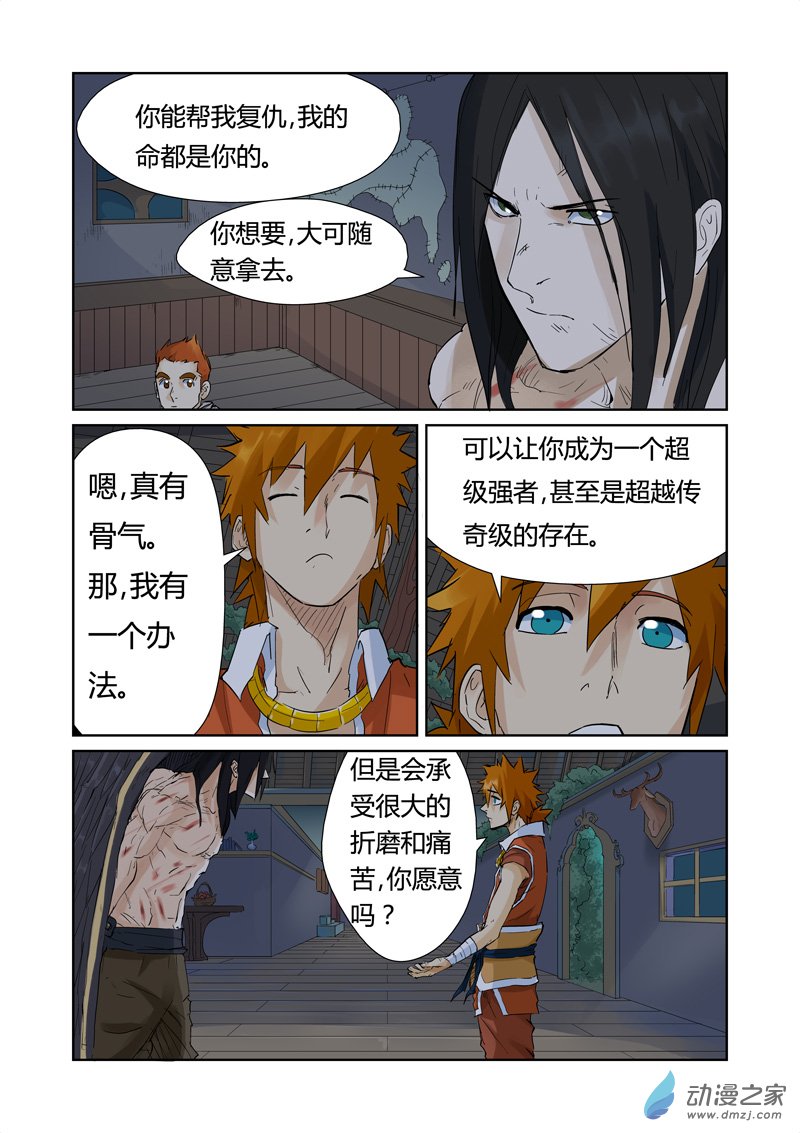 你能帮我复仇，我的
命都是你的。
你想要，大可随
意拿去。
嗯，真有
骨气。
那，我有
一个办
法。
可以让你成为一个超
级强者，甚至是超越传
奇级的存在。
但是会承
受很大的
折磨和痛
苦，你愿意
吗？
动漫之家
www.dmzj.com